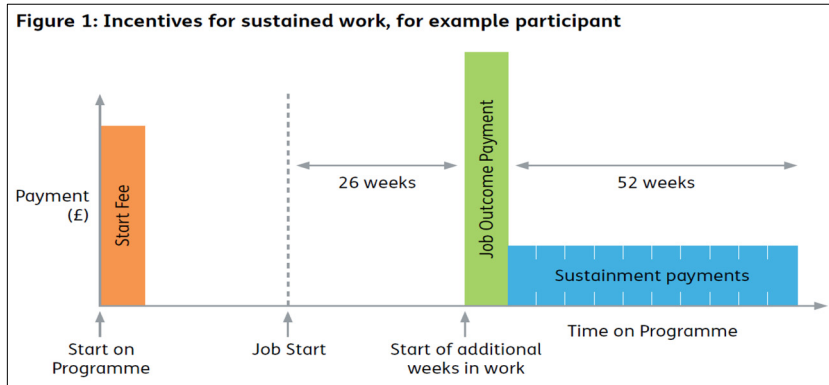 Figure 1: Incentives for sustained work, for example participant
Payment
(£)
Start Fee
26 weeks
Job Outcome Payment
52 weeks
Sustainment payments
Time on Programme
Start on
Programme
Job Start
Start of additional
weeks in work